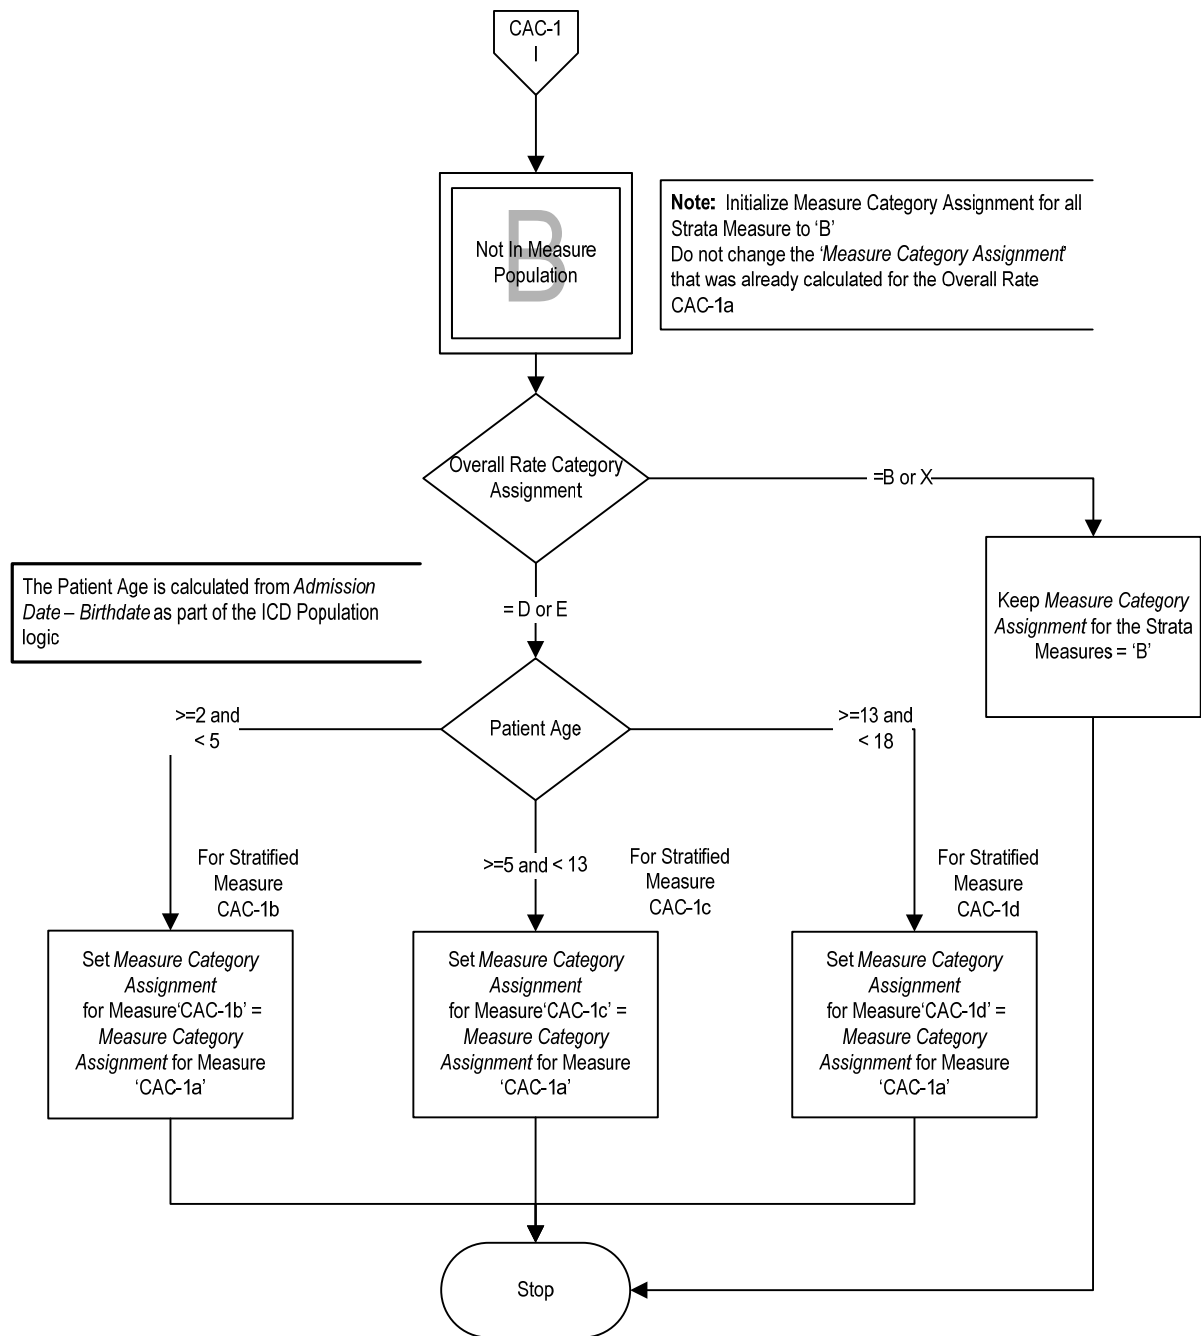 CAC-1
I
B
Not In Measure
Population
Note: Initialize Measure Category Assignment for all
Strata Measure to ‘B’
Do not change the ‘Measure Category Assignment’
that was already calculated for the Overall Rate
CAC-1a
Overall Rate Category
Assignment
=B or X
= D or E
The Patient Age is calculated from Admission
Date – Birthdate as part of the ICD Population
logic
Keep Measure Category
Assignment for the Strata
Measures = ‘B’
Patient Age
>=2 and
< 5
>=5 and < 13
>=13 and
< 18
For Stratified
Measure
CAC-1b
For Stratified
Measure
CAC-1c
For Stratified
Measure
CAC-1d
Set Measure Category
Assignment
for Measure‘CAC-1b’ =
Measure Category
Assignment for Measure
‘CAC-1a’
Set Measure Category
Assignment
for Measure‘CAC-1c’ =
Measure Category
Assignment for Measure
‘CAC-1a’
Set Measure Category
Assignment
for Measure‘CAC-1d’ =
Measure Category
Assignment for Measure
‘CAC-1a’
Stop